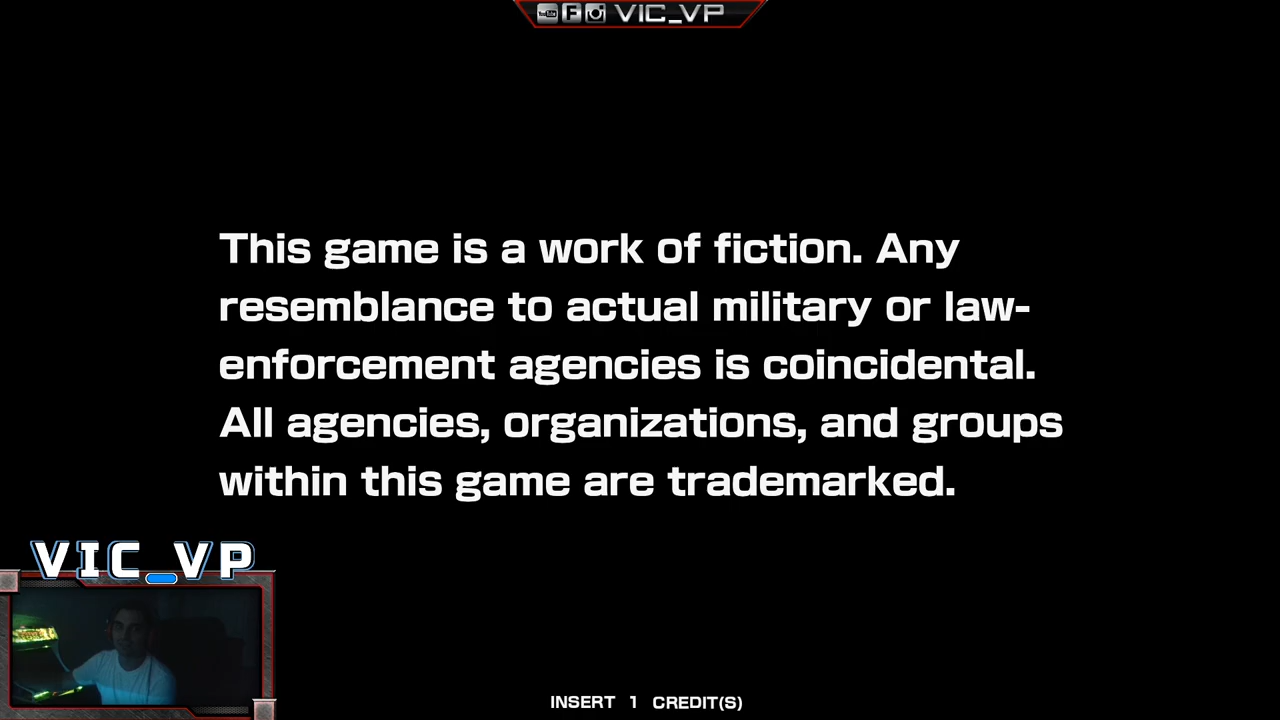 VIC_VP
This game is a work of fiction. Any
resemblance to actual military or law-
enforcement agencies is coincidental.
All agencies, organizations, and groups
within this game are trademarked.
VIC_VP
INSERT 1 CREDIT(S)